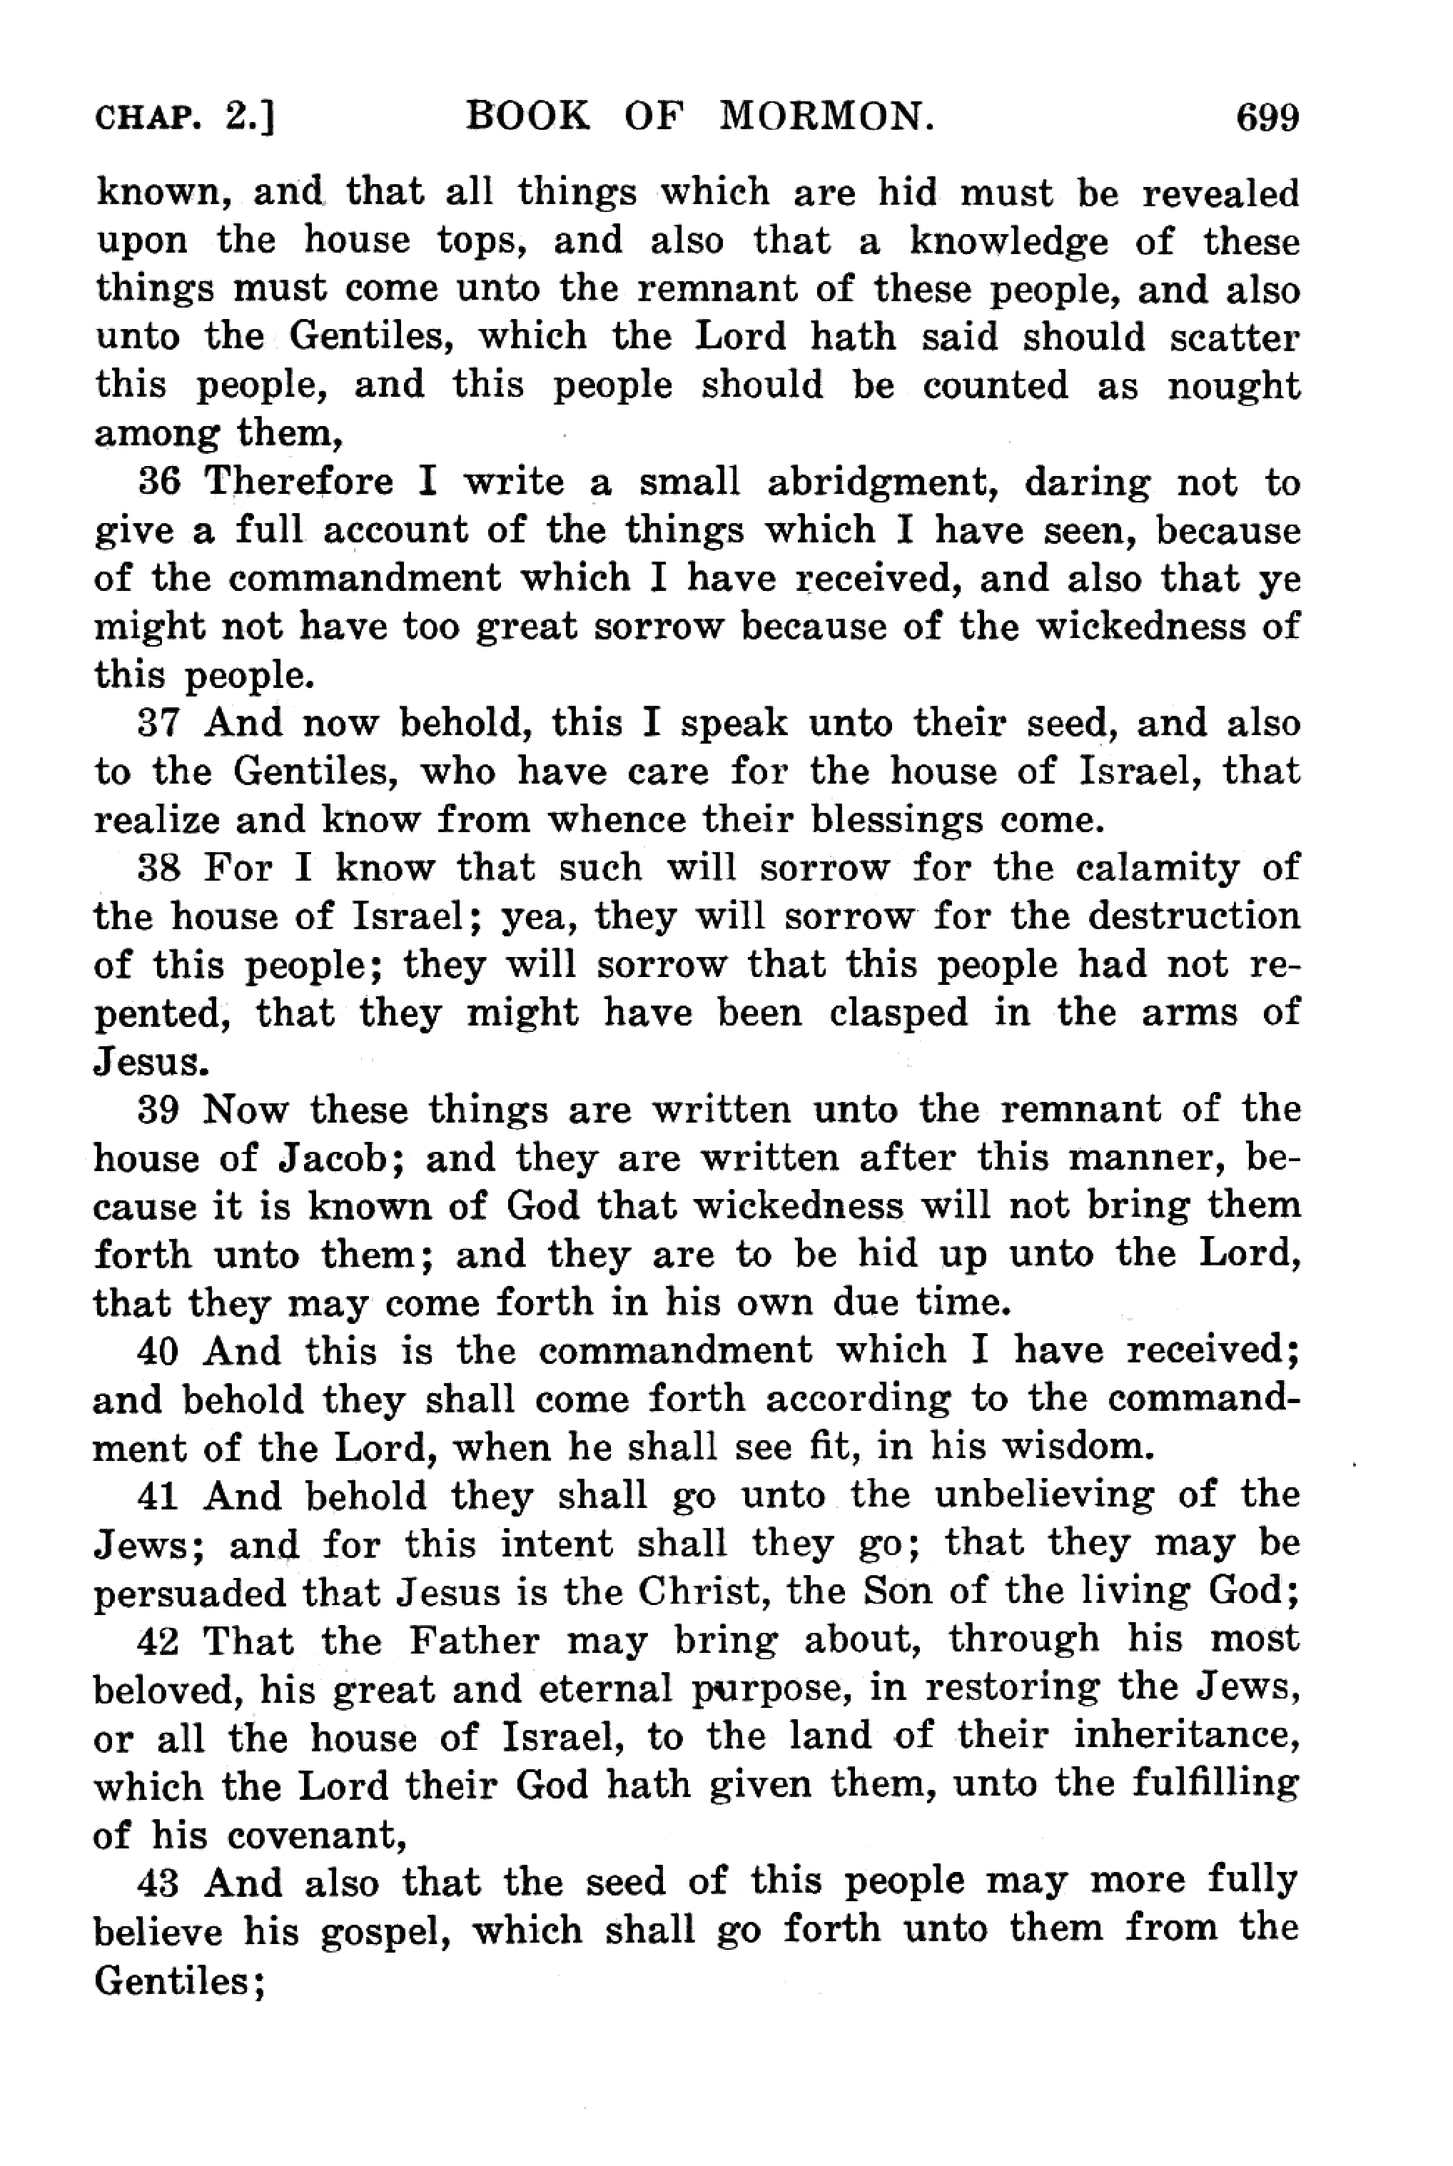 CHAP. 2.] BOOK OF MORMON. 699
known, and that all things which are hid must be revealed
upon the house tops, and also that a knowledge of these
things must come unto the remnant of these people, and also
unto the Gentiles, which the Lord hath said should scatter
this people, and this people should be counted as nought
among them,
36 Therefore I write a small abridgment, daring not to
give a full account of the things which I have seen, because
of the commandment which I have received, and also that ye
might not have too great sorrow because of the wickedness of
this people.
37 And now behold, this I speak unto their seed, and also
to the Gentiles, who have care for the house of Israel, that
realize and know from whence their blessings come.
38 For I know that such will sorrow for the calamity of
the house of Israel; yea, they will sorrow for the destruction
of this people; they will sorrow that this people had not re-
pented, that they might have been clasped in the arms of
Jesus.
39 Now these things are written unto the remnant of the
house of Jacob; and they are written after this manner, be-
cause it is known of God that wickedness will not bring them
forth unto them; and they are to be hid up unto the Lord,
that they may come forth in his own due time.
40 And this is the commandment which I have received;
and behold they shall come forth according to the command-
ment of the Lord, when he shall see fit, in his wisdom.
41 And behold they shall go unto the unbelieving of the
Jews; and for this intent shall they go; that they may be
persuaded that Jesus is the Christ, the Son of the living God;
42 That the Father may bring about, through his most
beloved, his great and eternal purpose, in restoring the Jews,
or all the house of Israel, to the land of their inheritance,
which the Lord their God hath given them, unto the fulfilling
of his covenant,
43 And also that the seed of this people may more fully
believe his gospel, which shall go forth unto them from the
Gentiles;